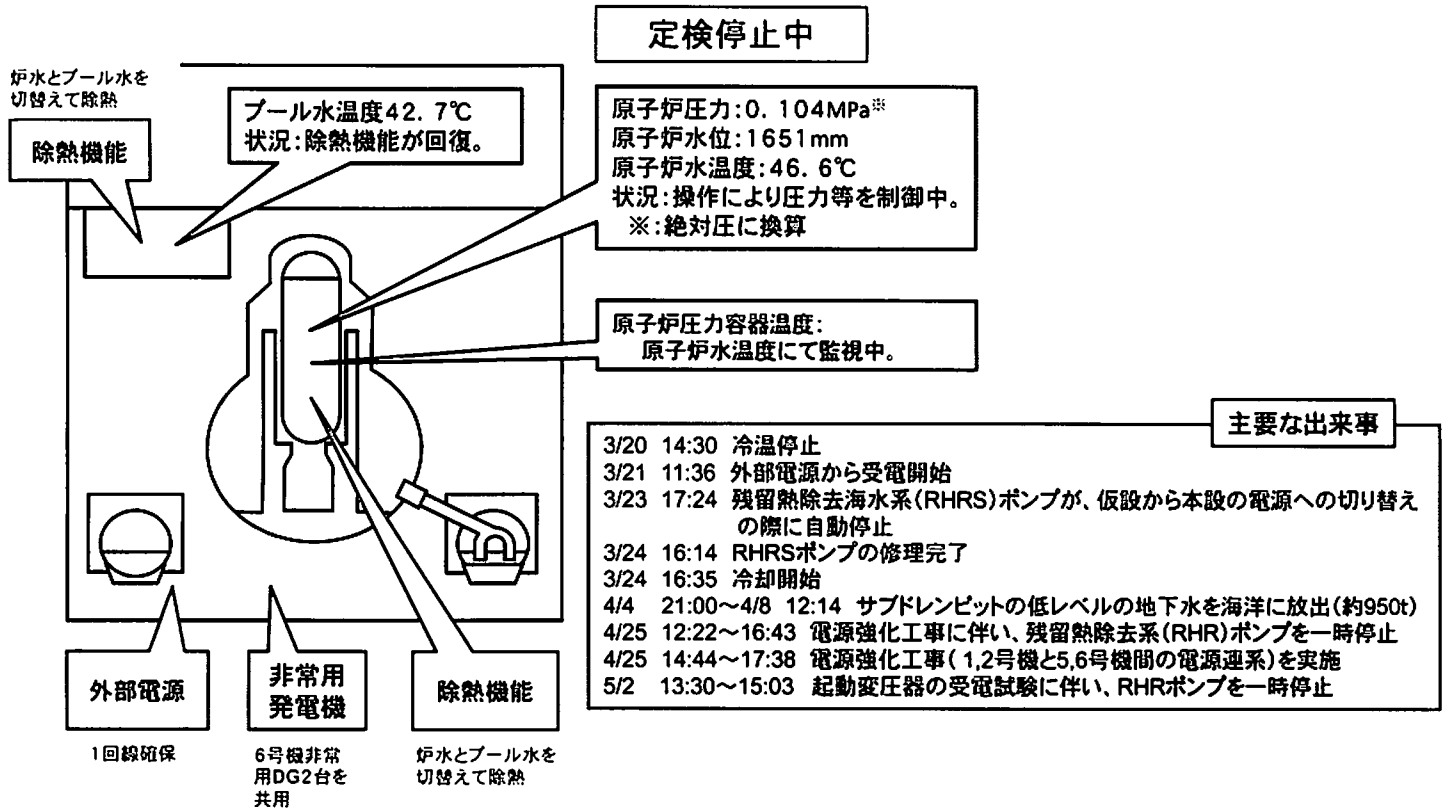 定検停止中
炉水とプール水を
切替えて除熱
除熱機能
プール水温度42.7℃
状況:除熱機能が回復。
原子炉圧力:0.104MPa※
原子炉水位:1651mm
原子炉水温度:46.6℃
状況:操作により圧力等を制御中。
※:絶対圧に換算
原子炉圧力容器温度:
原子炉水温度にて監視中。
主要な出来事
3/20 14:30 冷温停止
3/21 11:36 外部電源から受電開始
3/23 17:24 残留熱除去海水系(RHRS)ポンプが、仮設から本設の電源への切り替え
の際に自動停止
3/24 16:14 RHRSポンプの修理完了
3/24 16:35 冷却開始
4/4 21:00~4/8 12:14 サブドレンピットの低レベルの地下水を海洋に放出(約950t)
4/25 12:22~16:43 電源強化工事に伴い、残留熱除去系(RHR)ポンプを一時停止
4/25 14:44~17:38 電源強化工事(1,2号機と5,6号機間の電源連系)を実施
5/2 13:30~15:03 起動変圧器の受電試験に伴い、RHRポンプを一時停止
外部電源
1回線確保
非常用
発電機
6号機非常
用DG2台を
共用
除熱機能
炉水とプール水を
切替えて除熱